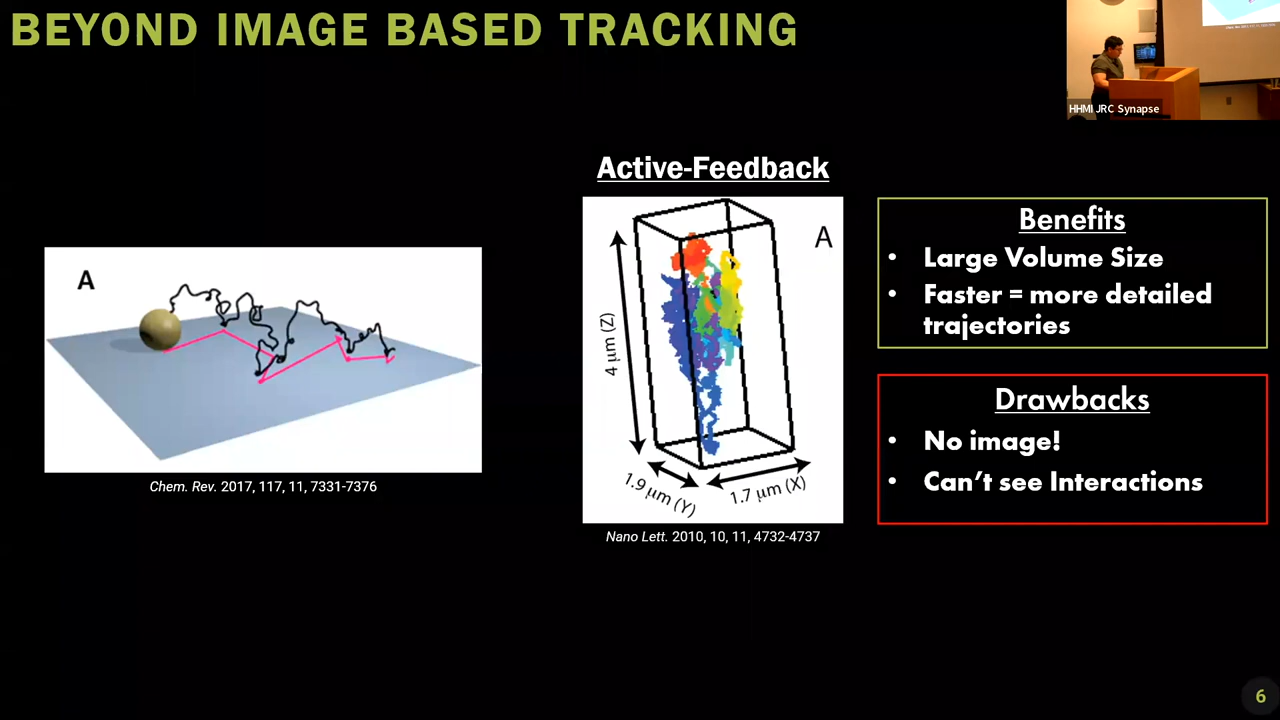 BEYOND IMAGE BASED TRACKING
HHMI JRC Synapse
Active-Feedback
A
Chem. Rev. 2017, 117, 11, 7331-7376
A
4 μm (Z)
1.9 μm (Y)
1.7 μm (X)
Nano Lett. 2010, 10, 11, 4732-4737
Benefits
• Large Volume Size
• Faster = more detailed
trajectories
Drawbacks
• No image!
• Can't see Interactions
6